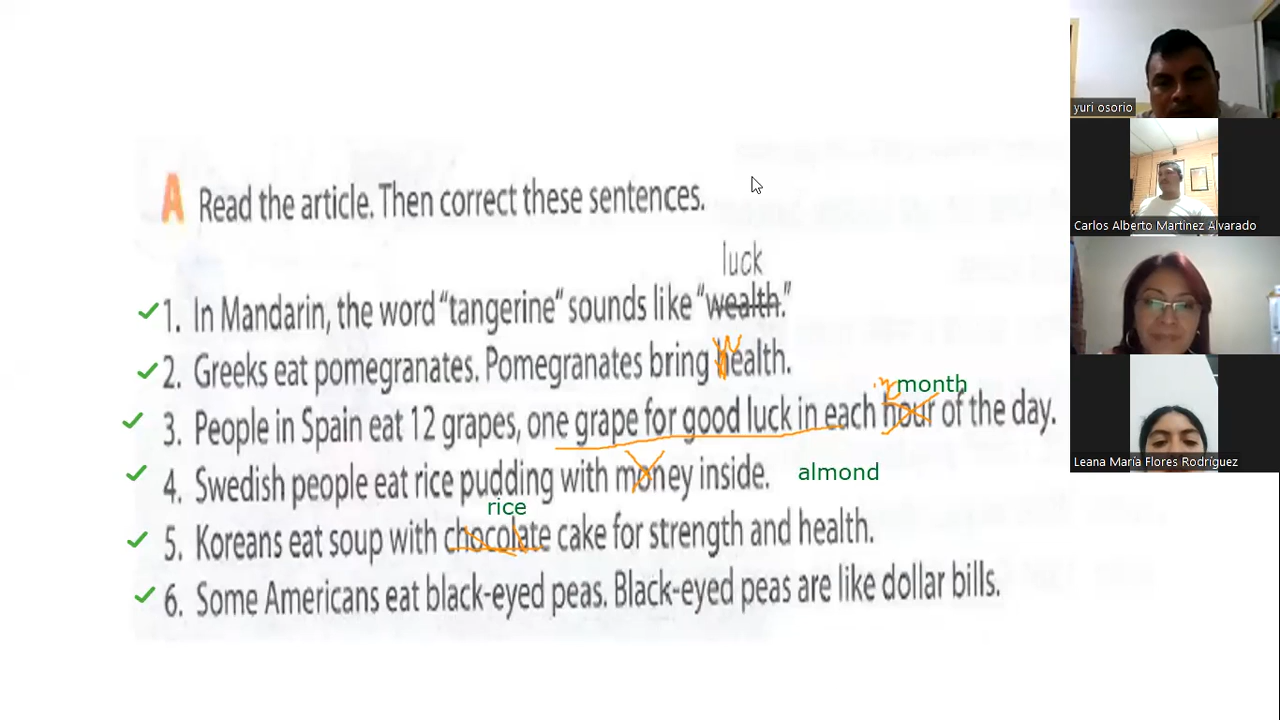 A Read the article. Then correct these sentences.
luck
1. In Mandarin, the word "tangerine" sounds like "wealth."
2. Greeks eat pomegranates. Pomegranates bring health.
month
3. People in Spain eat 12 grapes, one grape for good luck in each hour of the day.
4. Swedish people eat rice pudding with money inside. almond
rice
5. Koreans eat soup with chocolate cake for strength and health.
6. Some Americans eat black-eyed peas. Black-eyed peas are like dollar bills.
yuri osorio
Carlos Alberto Martinez Alvarado
Leana María Flores Rodríguez